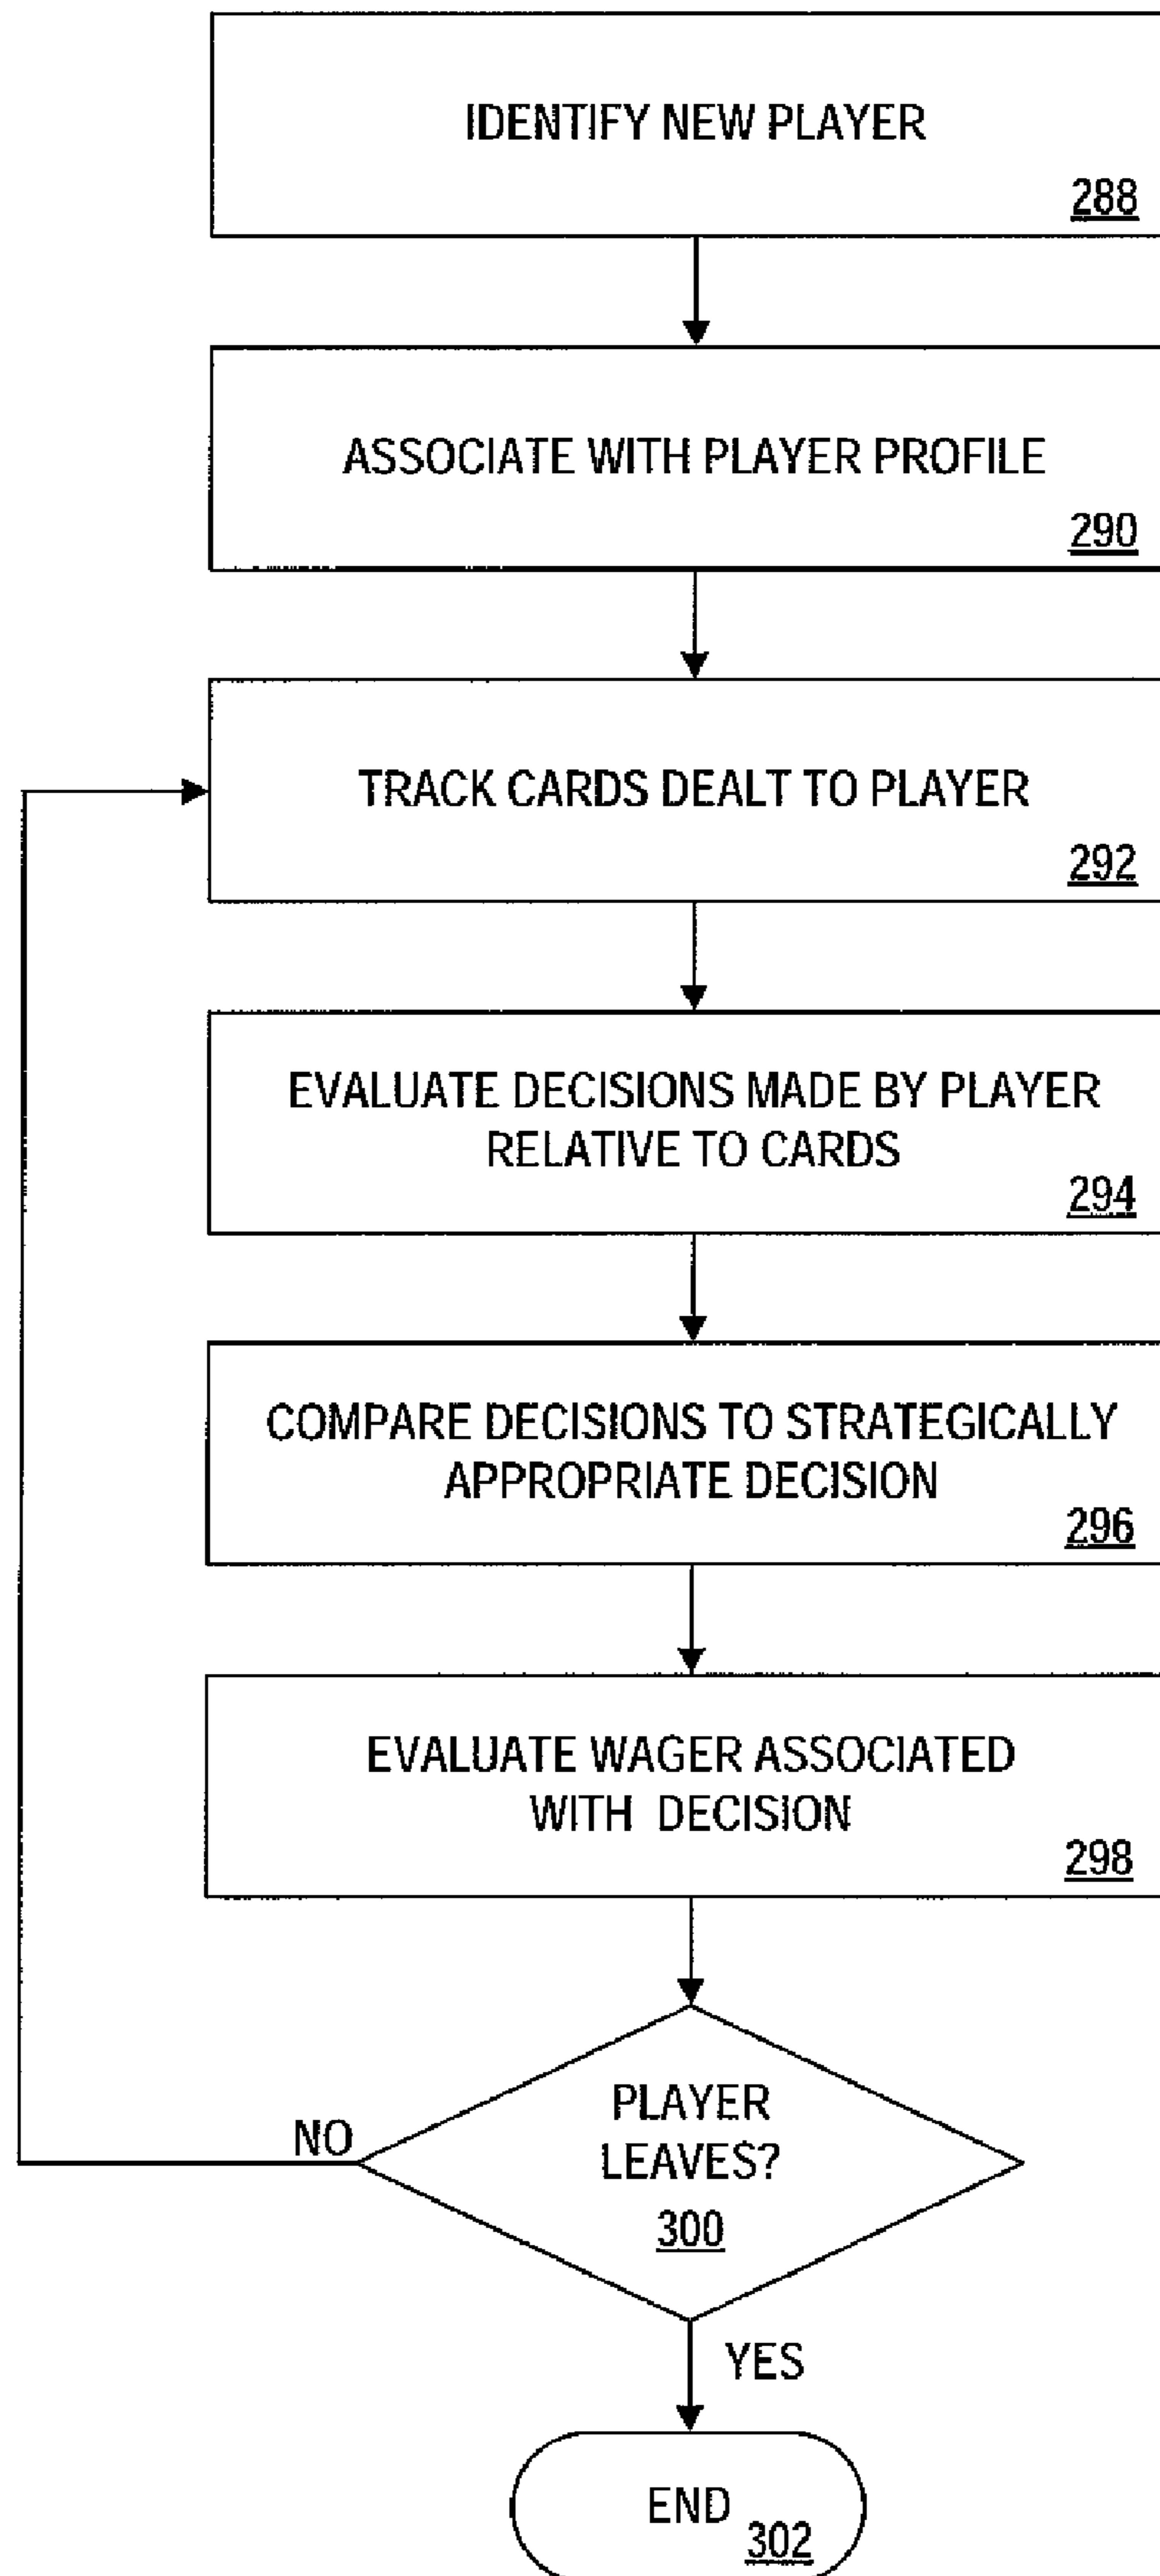 IDENTIFY NEW PLAYER
288
ASSOCIATE WITH PLAYER PROFILE
290
TRACK CARDS DEALT TO PLAYER
292
EVALUATE DECISIONS MADE BY PLAYER
RELATIVE TO CARDS
294
COMPARE DECISIONS TO STRATEGICALLY
APPROPRIATE DECISION
296
EVALUATE WAGER ASSOCIATED
WITH DECISION
298
PLAYER
LEAVES?
300
NO
YES
END
302